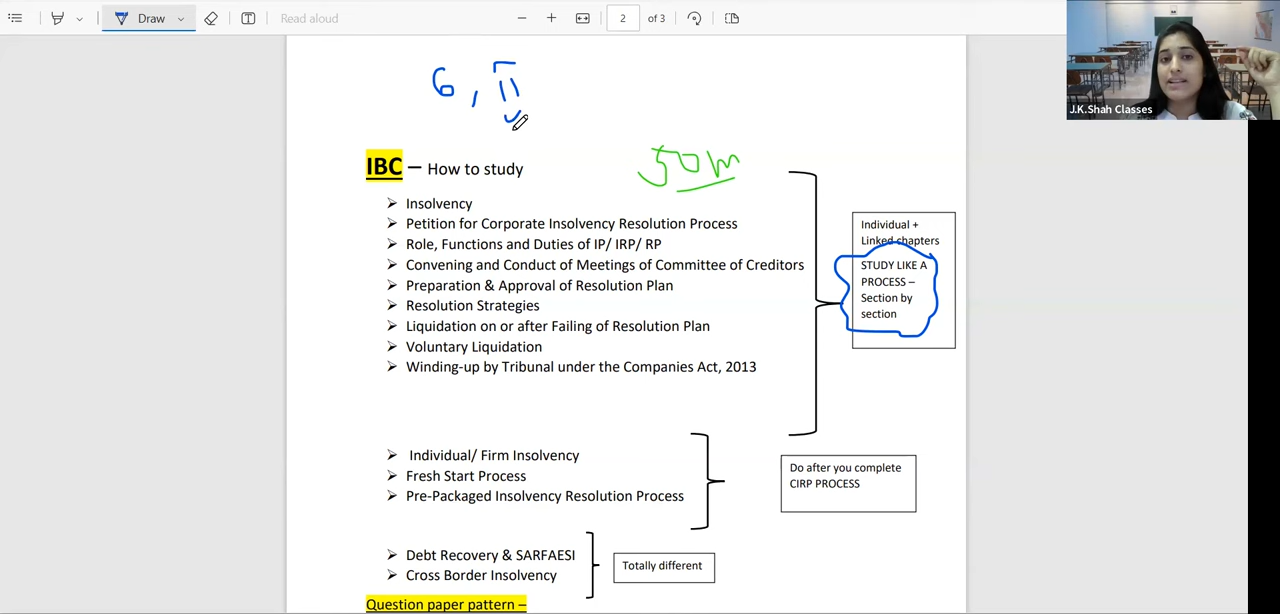 Draw
Read aloud
2 of 3
J.K.Shah Classes
6 , 11
IBC – How to study
50m
Insolvency
Petition for Corporate Insolvency Resolution Process
Role, Functions and Duties of IP/ IRP/ RP
Convening and Conduct of Meetings of Committee of Creditors
Preparation & Approval of Resolution Plan
Resolution Strategies
Liquidation on or after Failing of Resolution Plan
Voluntary Liquidation
Winding-up by Tribunal under the Companies Act, 2013
Individual +
Linked chapters
STUDY LIKE A
PROCESS –
Section by
section
Individual/ Firm Insolvency
Fresh Start Process
Pre-Packaged Insolvency Resolution Process
Do after you complete
CIRP PROCESS
Debt Recovery & SARFAESI
Cross Border Insolvency
Totally different
Question paper pattern –